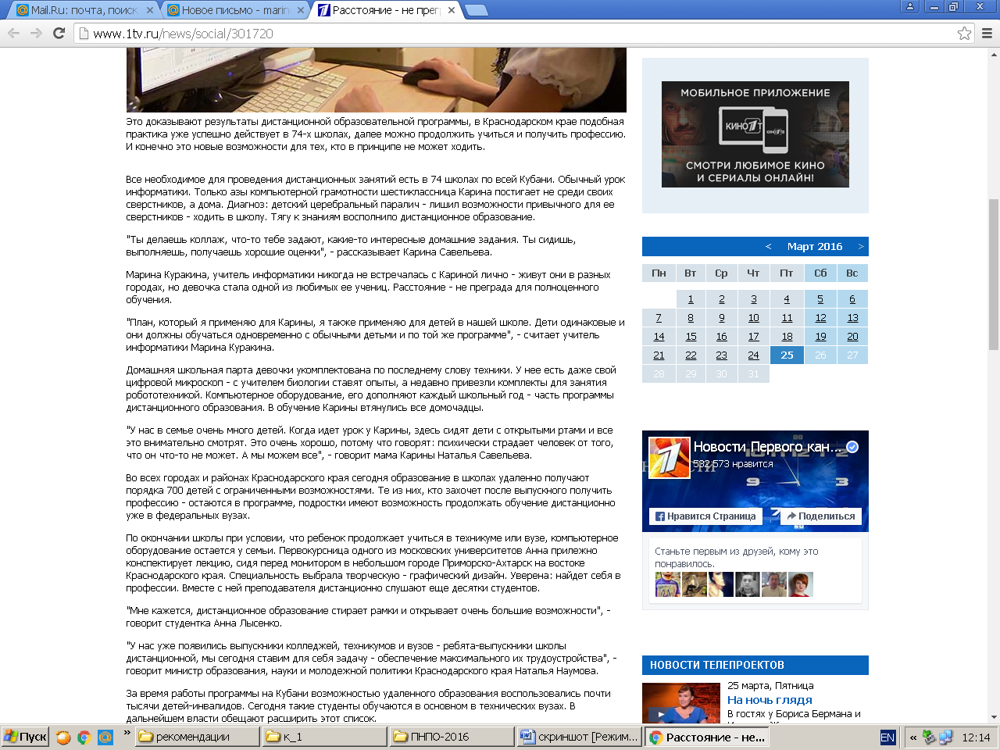 Mail.Ru: почта, поиск
Новое письмо - marin
Расстояние - не прег
www.1tv.ru/news/social/301720
Это доказывают результаты дистанционной образовательной программы, в Краснодарском крае подобная
практика уже успешно действует в 74-х школах, далее можно продолжить учиться и получить профессию.
И конечно это новые возможности для тех, кто в принципе не может ходить.
Все необходимое для проведения дистанционных занятий есть в 74 школах по всей Кубани. Обычный урок
информатики. Только азы компьютерной грамотности шестиклассница Карина постигает не среди своих
сверстников, а дома. Диагноз: детский церебральный паралич - лишил возможности привычного для ее
сверстников - ходить в школу. Тягу к знаниям восполнило дистанционное образование.
"Ты делаешь коллаж, что-то тебе задают, какие-то интересные домашние задания. Ты сидишь,
выполняешь, получаешь хорошие оценки", - рассказывает Карина Савельева.
Марина Куракина, учитель информатики никогда не встречалась с Кариной лично - живут они в разных
городах, но девочка стала одной из любимых ее учениц. Расстояние - не преграда для полноценного
обучения.
"План, который я применяю для Карины, я также применяю для детей в нашей школе. Дети одинаковые и
они должны обучаться одновременно с обычными детьми и по той же программе", - считает учитель
информатики Марина Куракина.
Домашняя школьная парта девочки укомплектована по последнему слову техники. У нее есть даже свой
цифровой микроскоп - с учителем биологии ставят опыты, а недавно привезли комплекты для занятия
робототехникой. Компьютерное оборудование, его дополняют каждый школьный год - часть программы
дистанционного образования. В обучение Карины втянулись все домочадцы.
"У нас в семье очень много детей. Когда идет урок у Карины, здесь сидят дети с открытыми ртами и все
это внимательно смотрят. Это очень хорошо, потому что говорят: психически страдает человек от того,
что он что-то не может. А мы можем все", - говорит мама Карины Наталья Савельева.
Во всех городах и районах Краснодарского края сегодня образование в школах удаленно получают
порядка 700 детей с ограниченными возможностями. Те из них, кто захочет после выпускного получить
профессию - остаются в программе, подростки имеют возможность продолжать обучение дистанционно
уже в федеральных вузах.
По окончании школы при условии, что ребенок продолжает учиться в техникуме или вузе, компьютерное
оборудование остается у семьи. Первокурсница одного из московских университетов Анна прилежно
конспектирует лекцию, сидя перед монитором в небольшом городе Приморско-Ахтарск на востоке
Краснодарского края. Специальность выбрала творческую - графический дизайн. Уверена: найдет себя в
профессии. Вместе с ней преподавателя дистанционно слушают еще десятки студентов.
"Мне кажется, дистанционное образование стирает рамки и открывает очень большие возможности", -
говорит студентка Анна Лысенко.
"У нас уже появились выпускники колледжей, техникумов и вузов - ребята-выпускники школы
дистанционной, мы сегодня ставим для себя задачу - обеспечение максимального их трудоустройства", -
говорит министр образования, науки и молодежной политики Краснодарского края Наталья Наумова.
За время работы программы на Кубани возможностью удаленного образования воспользовались почти
тысячи детей-инвалидов. Сегодня такие студенты обучаются в основном в технических вузах. В
дальнейшем власти обещают расширить этот список.
МОБИЛЬНОЕ ПРИЛОЖЕНИЕ
СМОТРИ ЛЮБИМОЕ КИНО
И СЕРИАЛЫ ОНЛАЙН!
< Март 2016 >
Пн Вт Ср Чт Пт Сб Вс
1 2 3 4 5 6
7 8 9 10 11 12 13
14 15 16 17 18 19 20
21 22 23 24 25 26 27
28 29 30 31
Новости Первого кан...
532 573 нравится
Нравится Страница
Поделиться
Станьте первым из друзей, кому это
понравилось.
НОВОСТИ ТЕЛЕПРОЕКТОВ
25 марта, Пятница
На ночь глядя
В гостях у Бориса Бермана и
Пуск
рекомендации
к_1
ПНПО-2016
скриншот [Режим...
Расстояние - не...
EN
12:14